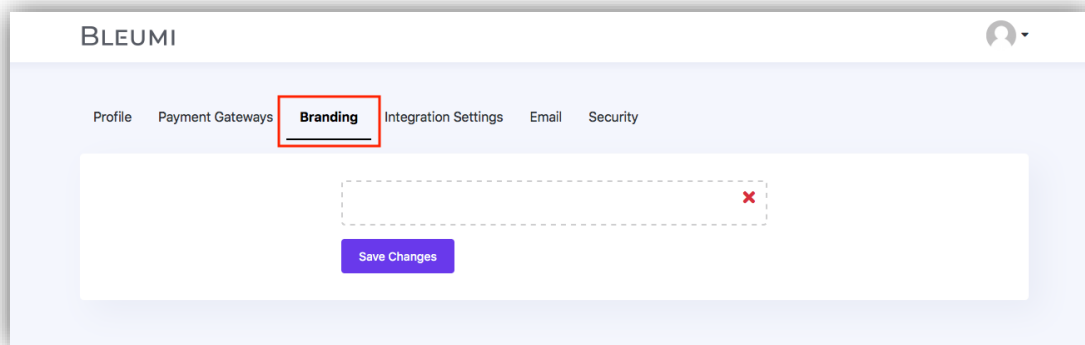 BLEUMI
Profile Payment Gateways Branding Integration Settings Email Security
Save Changes